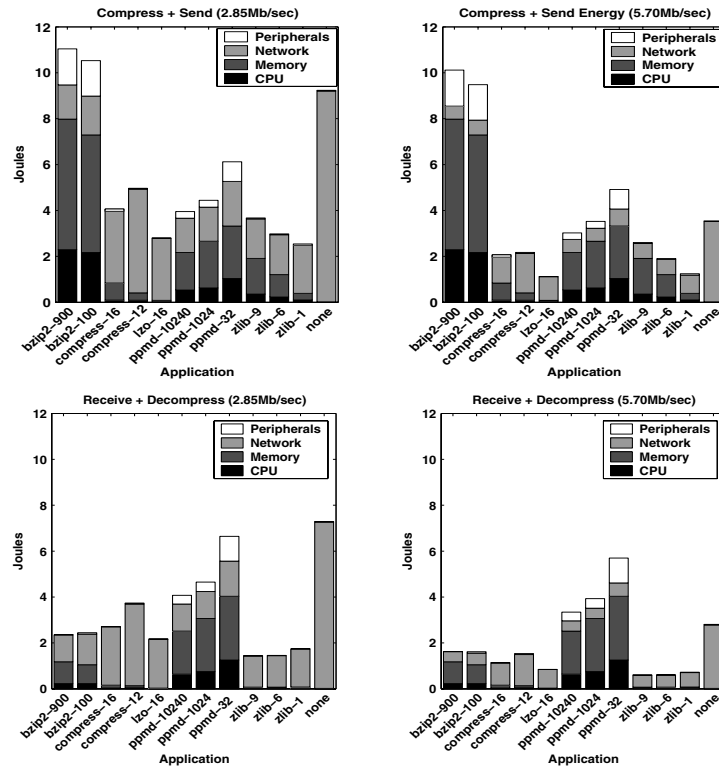 Compress + Send (2.85Mb/sec)
12
10
8
6
4
2
0
Joules
Peripherals
Network
Memory
CPU
bzip2–900
bzip2–100
compress–16
compress–12
lzo–16
ppmd–10240
ppmd–1024
ppmd–32
zlib–9
zlib–6
zlib–1
none
Application
Compress + Send Energy (5.70Mb/sec)
12
10
8
6
4
2
0
Joules
Peripherals
Network
Memory
CPU
bzip2–900
bzip2–100
compress–16
compress–12
lzo–16
ppmd–10240
ppmd–1024
ppmd–32
zlib–9
zlib–6
zlib–1
none
Application
Receive + Decompress (2.85Mb/sec)
12
10
8
6
4
2
0
Joules
Peripherals
Network
Memory
CPU
bzip2–900
bzip2–100
compress–16
compress–12
lzo–16
ppmd–10240
ppmd–1024
ppmd–32
zlib–9
zlib–6
zlib–1
none
Application
Receive + Decompress (5.70Mb/sec)
12
10
8
6
4
2
0
Joules
Peripherals
Network
Memory
CPU
bzip2–900
bzip2–100
compress–16
compress–12
lzo–16
ppmd–10240
ppmd–1024
ppmd–32
zlib–9
zlib–6
zlib–1
none
Application